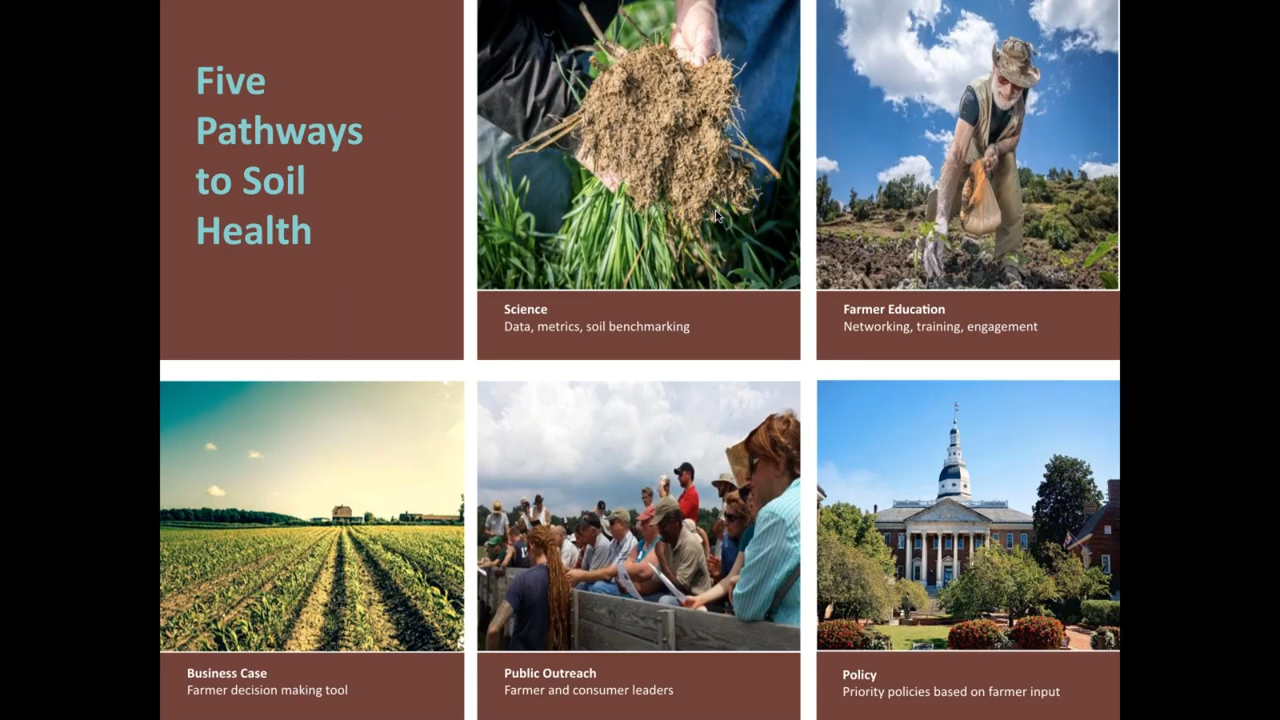 Five
Pathways
to Soil
Health
Science
Data, metrics, soil benchmarking
Farmer Education
Networking, training, engagement
Business Case
Farmer decision making tool
Public Outreach
Farmer and consumer leaders
Policy
Priority policies based on farmer input